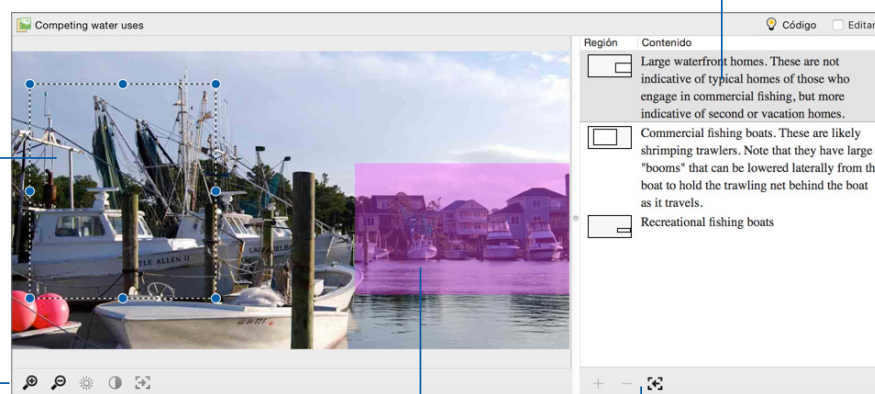 Competing water uses
Código
Editar
Región
Contenido
Large waterfront homes. These are not
indicative of typical homes of those who
engage in commercial fishing, but more
indicative of second or vacation homes.
Commercial fishing boats. These are likely
shrimping trawlers. Note that they have large
"booms" that can be lowered laterally from th
boat to hold the trawling net behind the boat
as it travels.
Recreational fishing boats
TLE ALLEN II